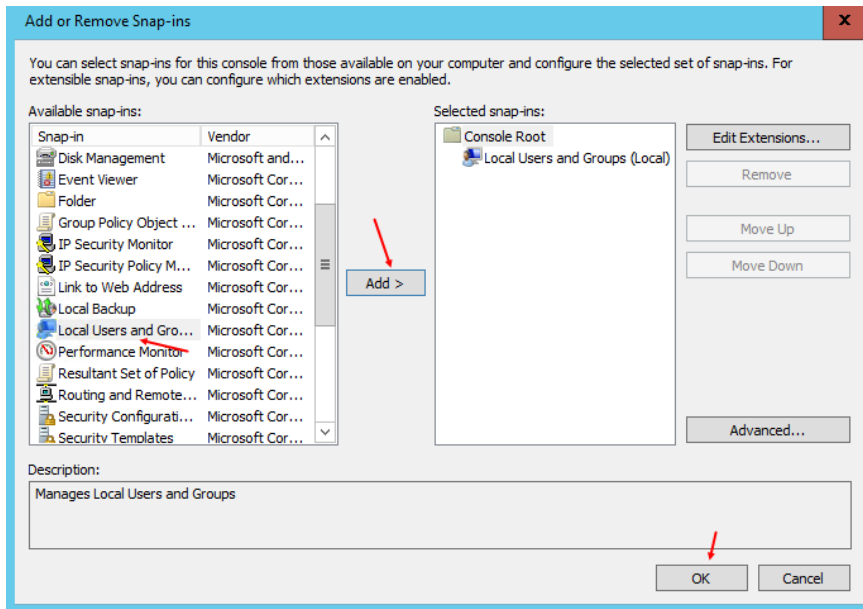 Add or Remove Snap-ins
x
You can select snap-ins for this console from those available on your computer and configure the selected set of snap-ins. For
extensible snap-ins, you can configure which extensions are enabled.
Available snap-ins:
Snap-in Vendor
Disk Management Microsoft and...
Event Viewer Microsoft Cor...
Folder Microsoft Cor...
Group Policy Object ... Microsoft Cor...
IP Security Monitor Microsoft Cor...
IP Security Policy M... Microsoft Cor...
Link to Web Address Microsoft Cor...
Local Backup Microsoft Cor...
Local Users and Gro... Microsoft Cor...
Performance Monitor Microsoft Cor...
Resultant Set of Policy Microsoft Cor...
Routing and Remote... Microsoft Cor...
Security Configurati... Microsoft Cor...
Security Templates Microsoft Cor...
Add >
Selected snap-ins:
Console Root
Local Users and Groups (Local)
Edit Extensions...
Remove
Move Up
Move Down
Advanced...
Description:
Manages Local Users and Groups
OK
Cancel